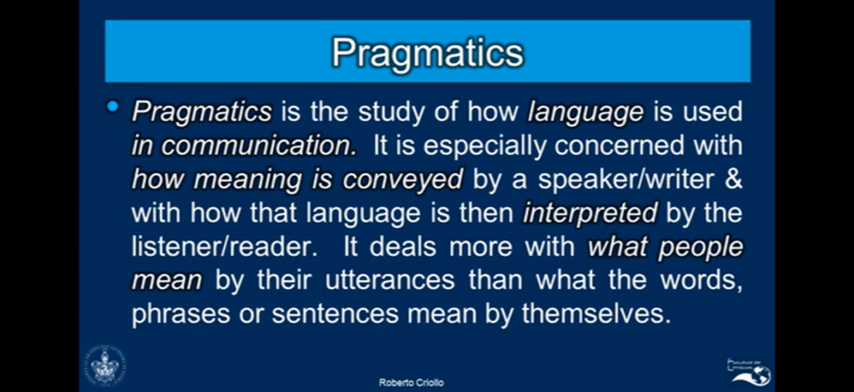 Pragmatics
• Pragmatics is the study of how language is used
in communication. It is especially concerned with
how meaning is conveyed by a speaker/writer &
with how that language is then interpreted by the
listener/reader. It deals more with what people
mean by their utterances than what the words,
phrases or sentences mean by themselves.
Roberto Criollo